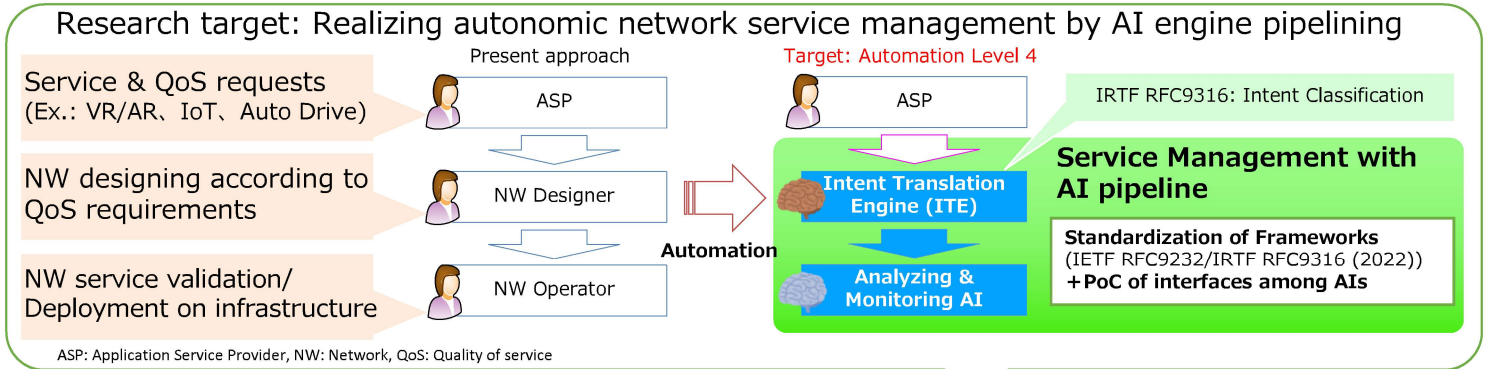 Research target: Realizing autonomic network service management by AI engine pipelining
Present approach
Target: Automation Level 4
Service & QoS requests
(Ex.: VR/AR、IoT、Auto Drive)
ASP
ASP
IRTF RFC9316: Intent Classification
NW designing according to
QoS requirements
NW Designer
Automation
Intent Translation
Engine (ITE)
Service Management with
AI pipeline
Standardization of Frameworks
(IETF RFC9232/IRTF RFC9316 (2022))
+PoC of interfaces among AIs
NW service validation/
Deployment on infrastructure
NW Operator
Analyzing &
Monitoring AI
ASP: Application Service Provider, NW: Network, QoS: Quality of service